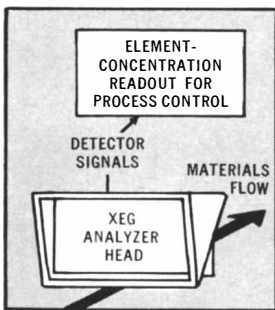 ELEMENT-
CONCENTRATION
READOUT FOR
PROCESS CONTROL
DETECTOR
SIGNALS
MATERIALS
FLOW
XEG
ANALYZER
HEAD